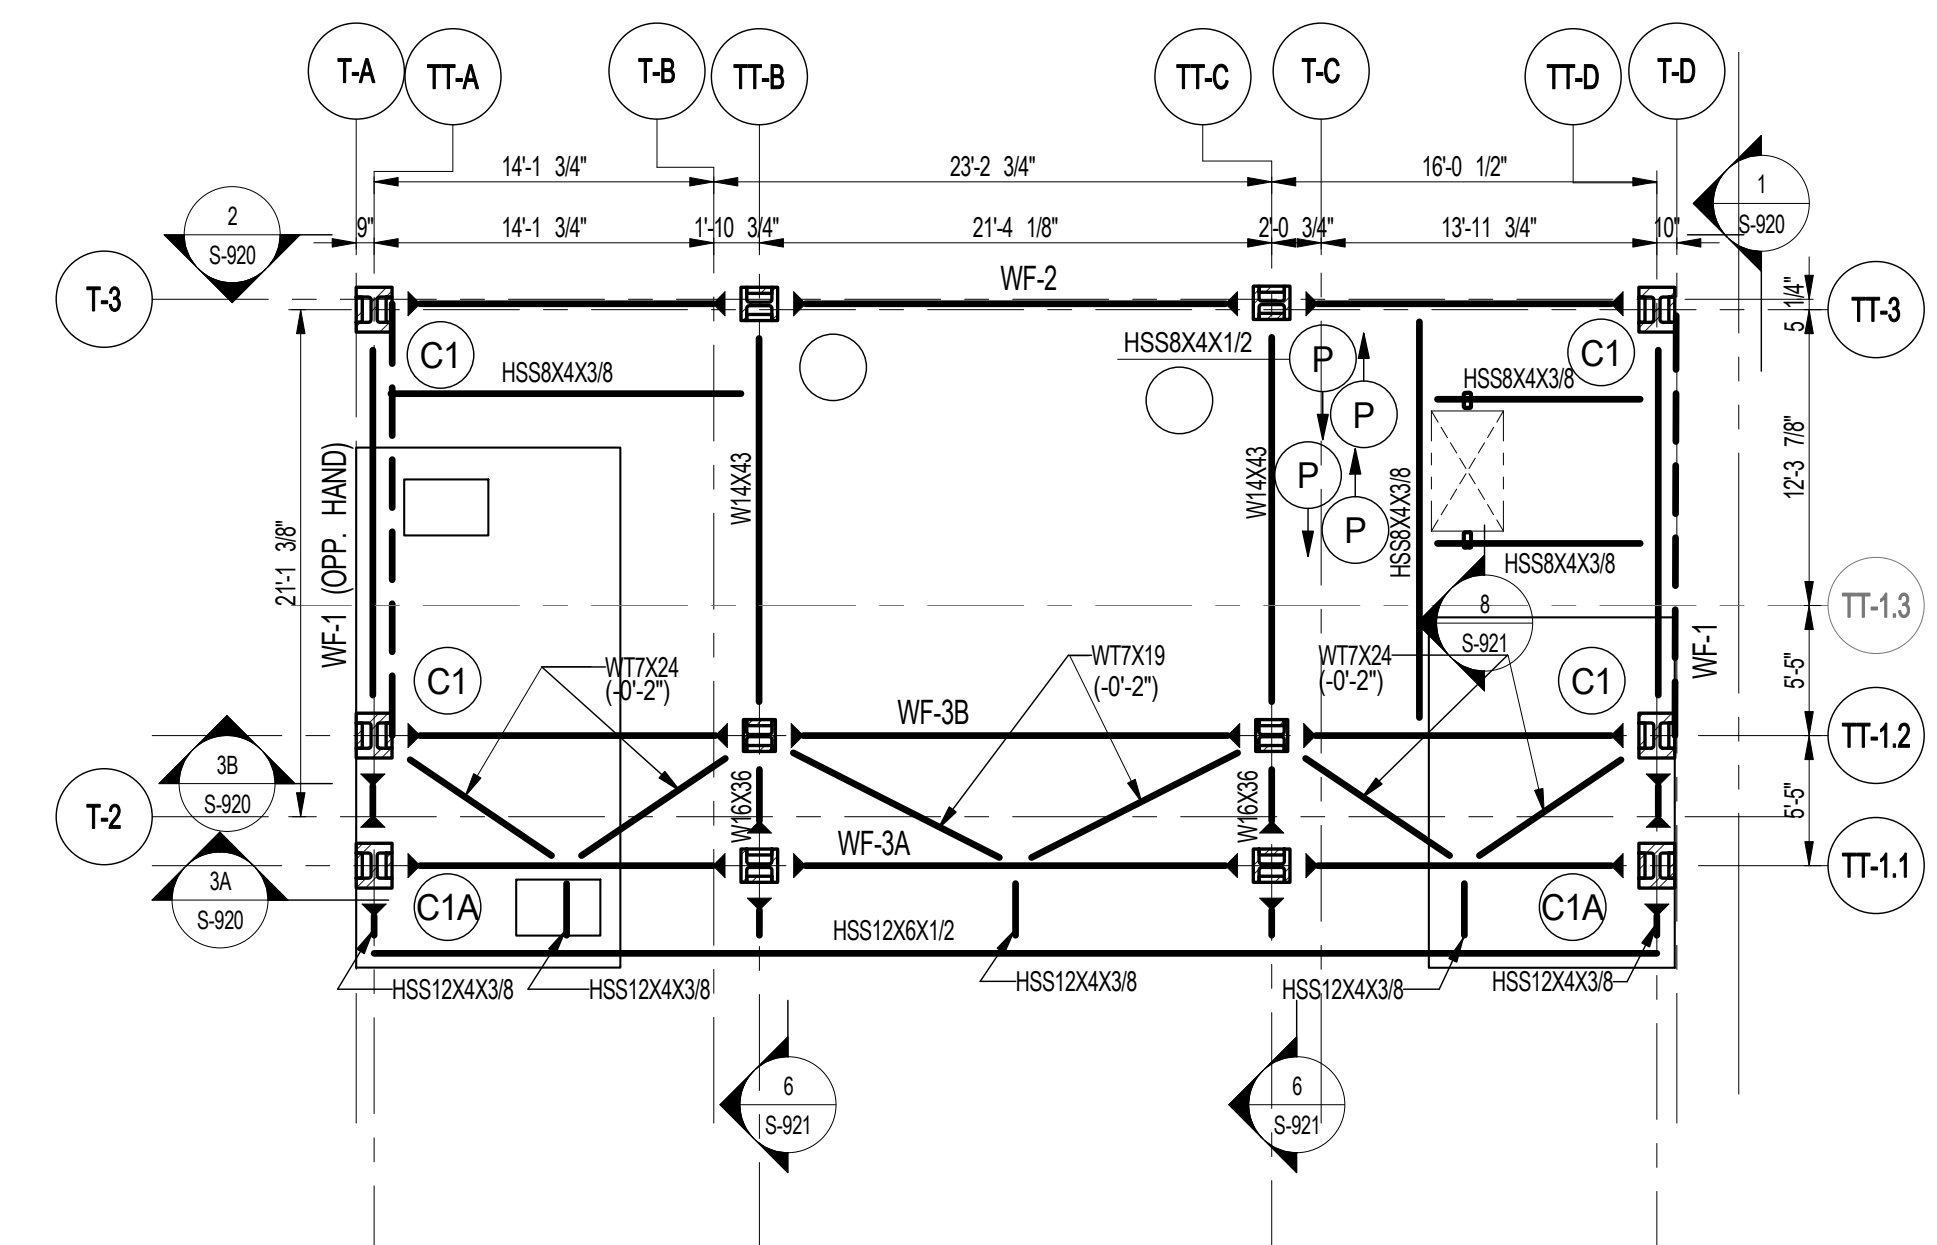 T-A
TT-A
T-B
TT-B
TT-C
T-C
TT-D
T-D
14'-1 3/4"
23'-2 3/4"
16'-0 1/2"
9"
14'-1 3/4"
1'-10 3/4"
21'-4 1/8"
2'-0 3/4"
13'-11 3/4"
10"
2
S-920
1
S-920
T-3
WF-2
5 1/4"
TT-3
C1
HSS8X4X3/8
HSS8X4X1/2
P
P
P
P
C1
HSS8X4X3/8
12'-3 7/8"
WF-1 (OPP. HAND)
21'-1 3/8"
W14X43
W14X43
HSS8X4X3/8
HSS8X4X3/8
8
S-921
TT-1.3
WF-1
5'-5"
C1
WT7X24
(-0'-2")
WT7X19
(-0'-2")
WT7X24
(-0'-2")
C1
WF-3B
TT-1.2
3B
S-920
T-2
W16X36
W16X36
5'-5"
WF-3A
TT-1.1
3A
S-920
C1A
C1A
HSS12X6X1/2
HSS12X4X3/8
HSS12X4X3/8
HSS12X4X3/8
HSS12X4X3/8
HSS12X4X3/8
6
S-921
6
S-921